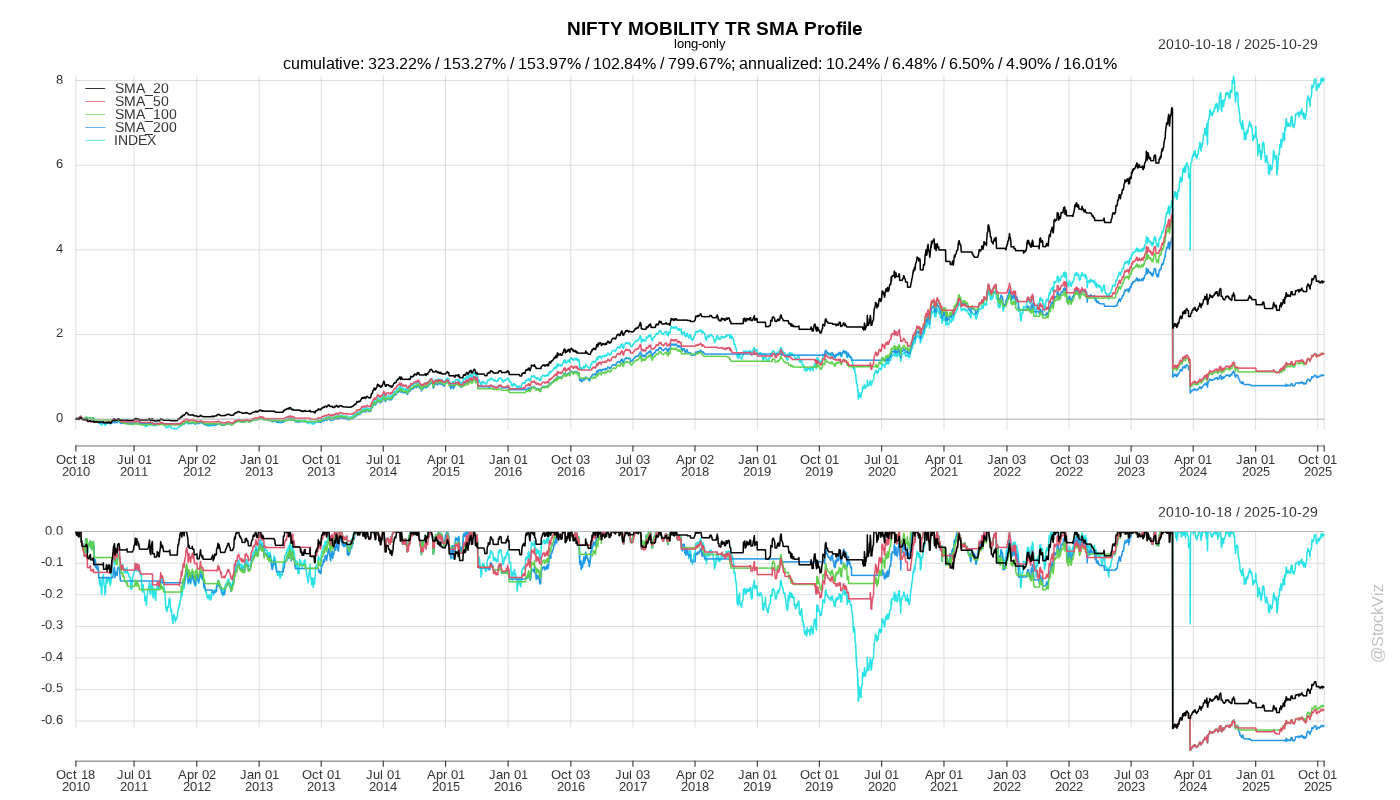 NIFTY MOBILITY TR SMA Profile
long-only
2010-10-18 / 2025-10-29
cumulative: 323.22% / 153.27% / 153.97% / 102.84% / 799.67%; annualized: 10.24% / 6.48% / 6.50% / 4.90% / 16.01%
SMA_20
SMA_50
SMA_100
SMA_200
INDEX
8
6
4
2
0
Oct 18 Jul 01 Apr 02 Jan 01 Oct 01 Jul 01 Apr 01 Jan 01 Oct 03 Jul 03 Apr 02 Jan 01 Oct 01 Jul 01 Apr 01 Jan 03 Oct 03 Jul 03 Apr 01 Jan 01 Oct 01
2010 2011 2012 2013 2013 2014 2015 2016 2016 2017 2018 2019 2019 2020 2021 2022 2022 2023 2024 2025 2025
2010-10-18 / 2025-10-29
0.0
-0.1
-0.2
-0.3
-0.4
-0.5
-0.6
Oct 18 Jul 01 Apr 02 Jan 01 Oct 01 Jul 01 Apr 01 Jan 01 Oct 03 Jul 03 Apr 02 Jan 01 Oct 01 Jul 01 Apr 01 Jan 03 Oct 03 Jul 03 Apr 01 Jan 01 Oct 01
2010 2011 2012 2013 2013 2014 2015 2016 2016 2017 2018 2019 2019 2020 2021 2022 2022 2023 2024 2025 2025
@StockViz